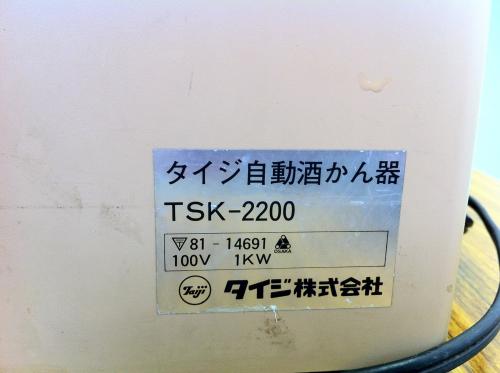 タイジ自動酒かん器
TSK-2200
81-14691 OSAKA
100V 1KW
Taiji タイジ株式会社